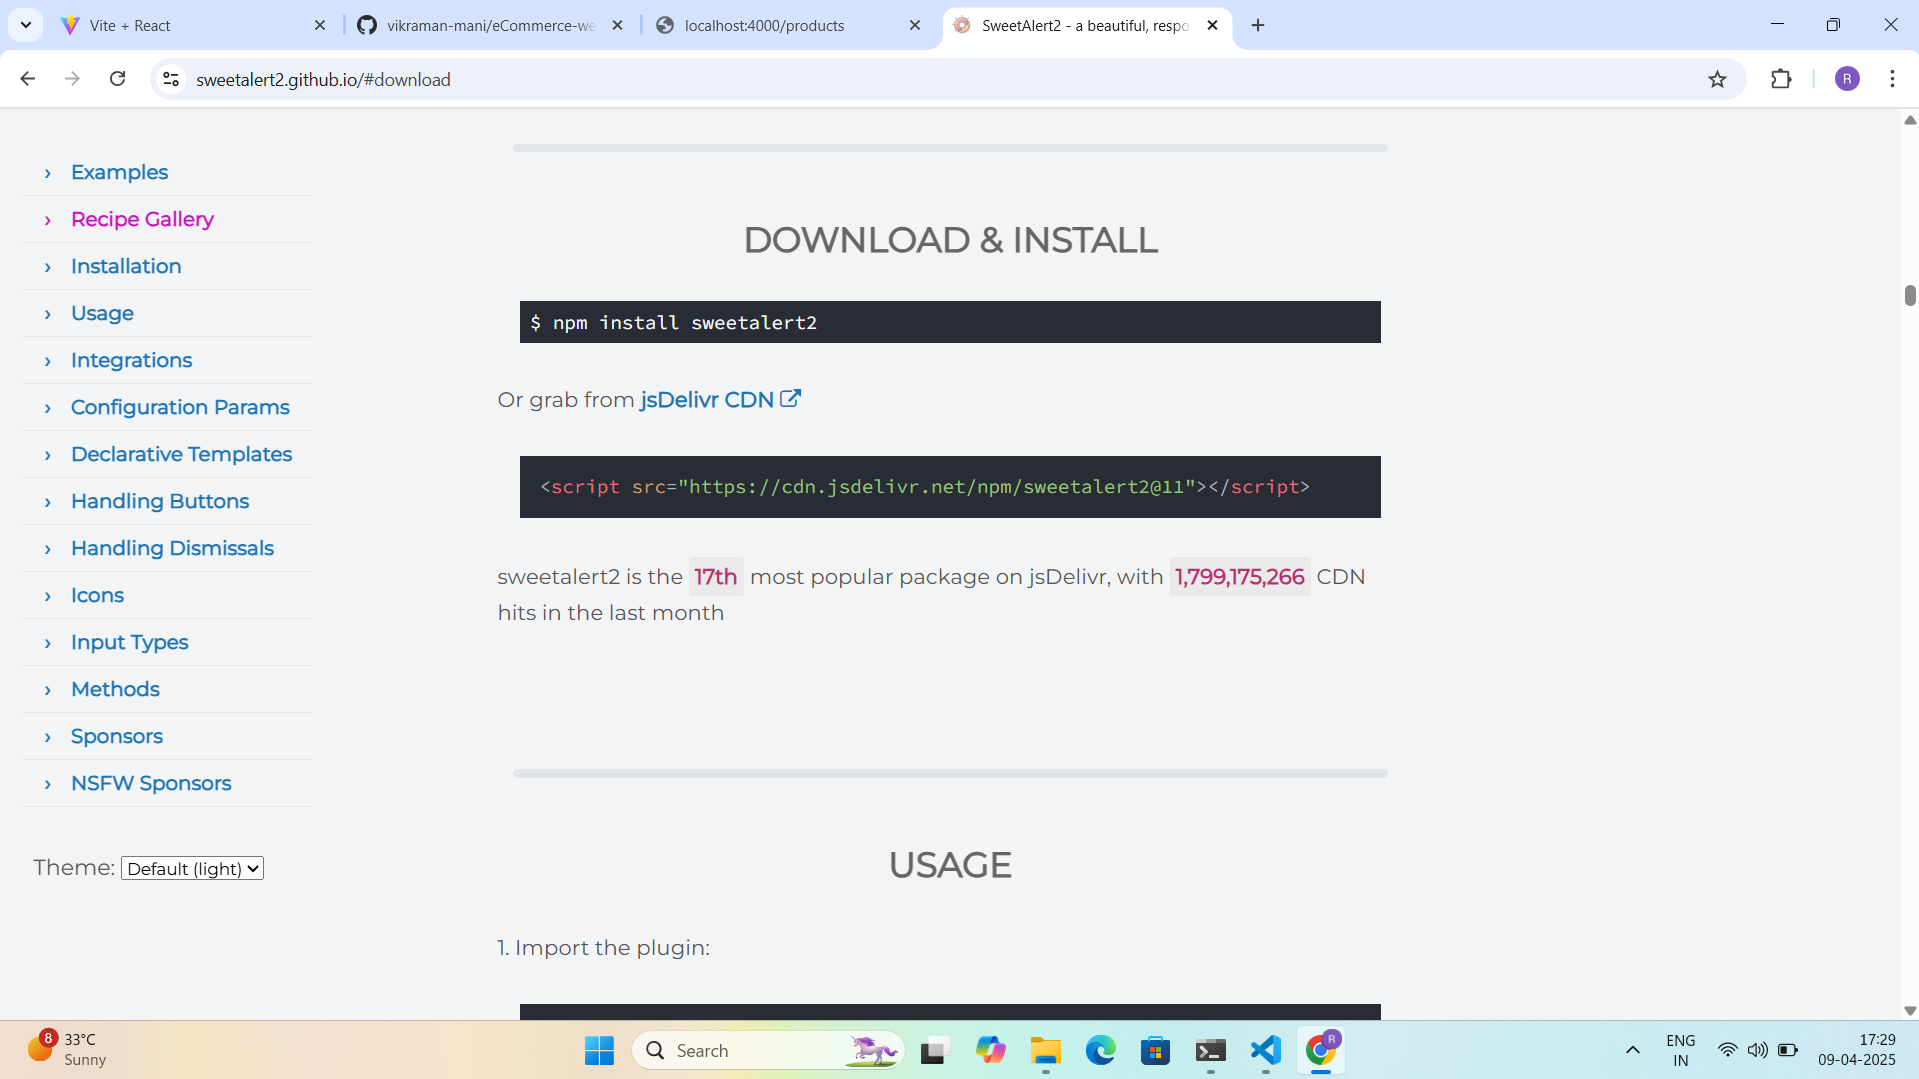 Vite + React
vikraman-mani/eCommerce-we
localhost:4000/products
SweetAlert2 - a beautiful, respo
sweetalert2.github.io/#download
R
› Examples
› Recipe Gallery
› Installation
› Usage
› Integrations
› Configuration Params
› Declarative Templates
› Handling Buttons
› Handling Dismissals
› Icons
› Input Types
› Methods
› Sponsors
› NSFW Sponsors
Theme: Default (light)
DOWNLOAD & INSTALL
$ npm install sweetalert2
Or grab from jsDelivr CDN
<script src="https://cdn.jsdelivr.net/npm/sweetalert2@11"></script>
sweetalert2 is the 17th most popular package on jsDelivr, with 1,799,175,266 CDN
hits in the last month
USAGE
1. Import the plugin:
8
33°C
Sunny
Search
R
ENG
IN
17:29
09-04-2025